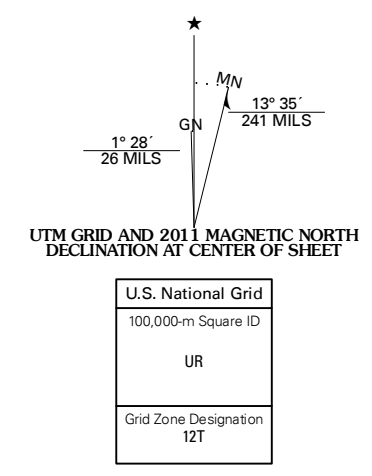 ★
MN
GN
13° 35´
241 MILS
1° 28´
26 MILS
UTM GRID AND 2011 MAGNETIC NORTH
DECLINATION AT CENTER OF SHEET
U.S. National Grid
100,000-m Square ID
UR
Grid Zone Designation
12T